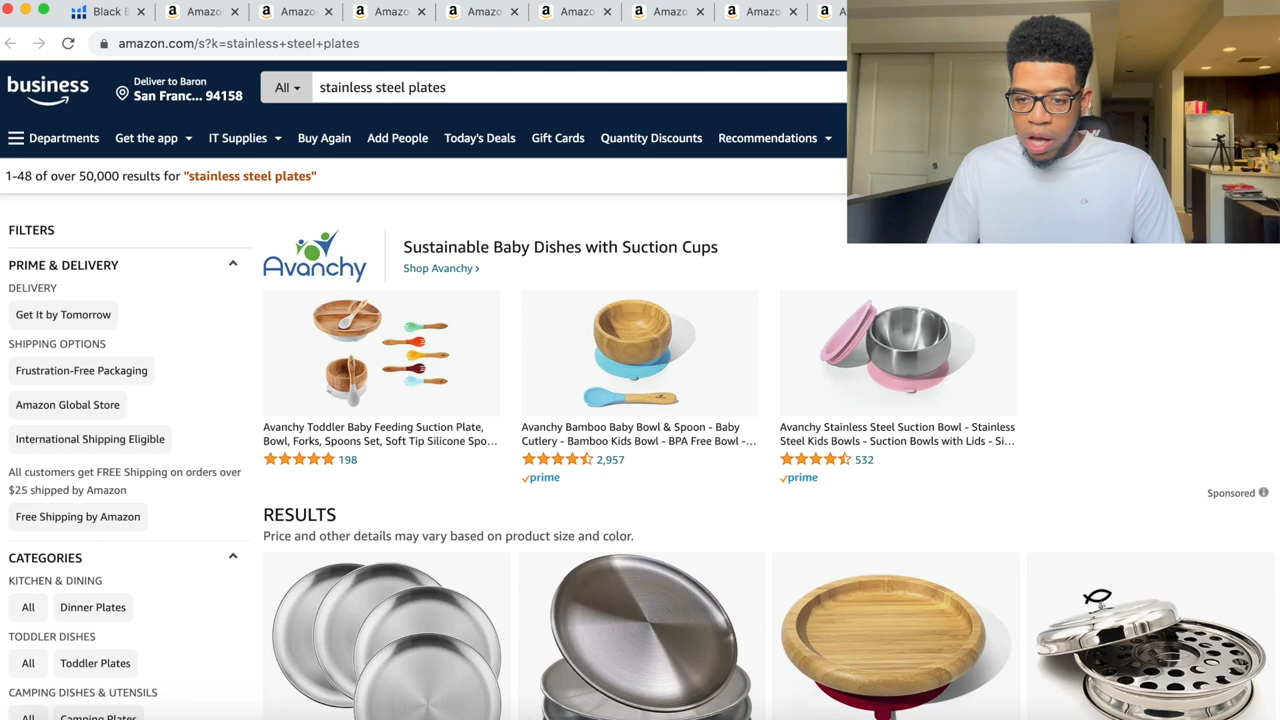 Black B
Amazo
Amazo
Amazo
Amazo
Amazo
Amazo
Amazo
amazon.com/s?k=stainless+steel+plates
business
Deliver to Baron
San Franc... 94158
All
stainless steel plates
Departments
Get the app
IT Supplies
Buy Again
Add People
Today's Deals
Gift Cards
Quantity Discounts
Recommendations
1-48 of over 50,000 results for "stainless steel plates"
FILTERS
PRIME & DELIVERY
DELIVERY
Get It by Tomorrow
SHIPPING OPTIONS
Frustration-Free Packaging
Amazon Global Store
International Shipping Eligible
All customers get FREE Shipping on orders over
$25 shipped by Amazon
Free Shipping by Amazon
CATEGORIES
KITCHEN & DINING
All
Dinner Plates
TODDLER DISHES
All
Toddler Plates
CAMPING DISHES & UTENSILS
All
Camping Plates
Avanchy
Sustainable Baby Dishes with Suction Cups
Shop Avanchy ›
Avanchy Toddler Baby Feeding Suction Plate,
Bowl, Forks, Spoons Set, Soft Tip Silicone Spo...
198
Avanchy Bamboo Baby Bowl & Spoon - Baby
Cutlery - Bamboo Kids Bowl - BPA Free Bowl -...
2,957
prime
Avanchy Stainless Steel Suction Bowl - Stainless
Steel Kids Bowls - Suction Bowls with Lids - Si...
532
prime
Sponsored
RESULTS
Price and other details may vary based on product size and color.